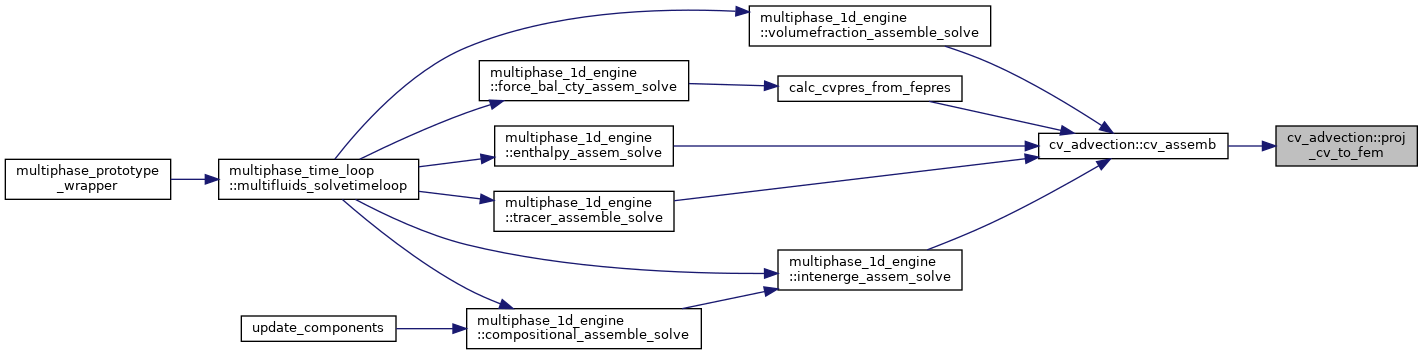 multiphase_1d_engine
::volumefraction_assemble_solve
multiphase_1d_engine
::force_bal_cty_assem_solve
calc_cvpres_from_fepres
multiphase_1d_engine
::enthalpy_assem_solve
cv_advection::cv_assemb
cv_advection::proj
_cv_to_fem
multiphase_prototype
_wrapper
multiphase_time_loop
::multifluids_solvetimeloop
multiphase_1d_engine
::tracer_assemble_solve
multiphase_1d_engine
::intenerge_assem_solve
update_components
multiphase_1d_engine
::compositional_assemble_solve